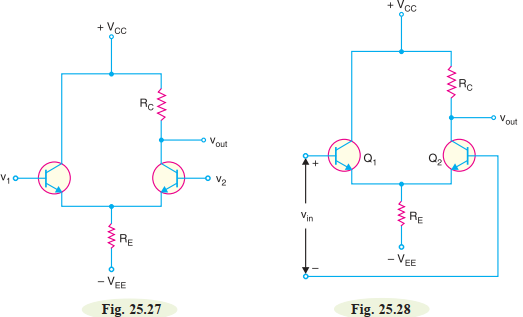 + VCC
RC
vout
v1
v2
RE
– VEE
Fig. 25.27
+ VCC
RC
vout
+
Q1
Q2
vin
RE
– VEE
–
Fig. 25.28